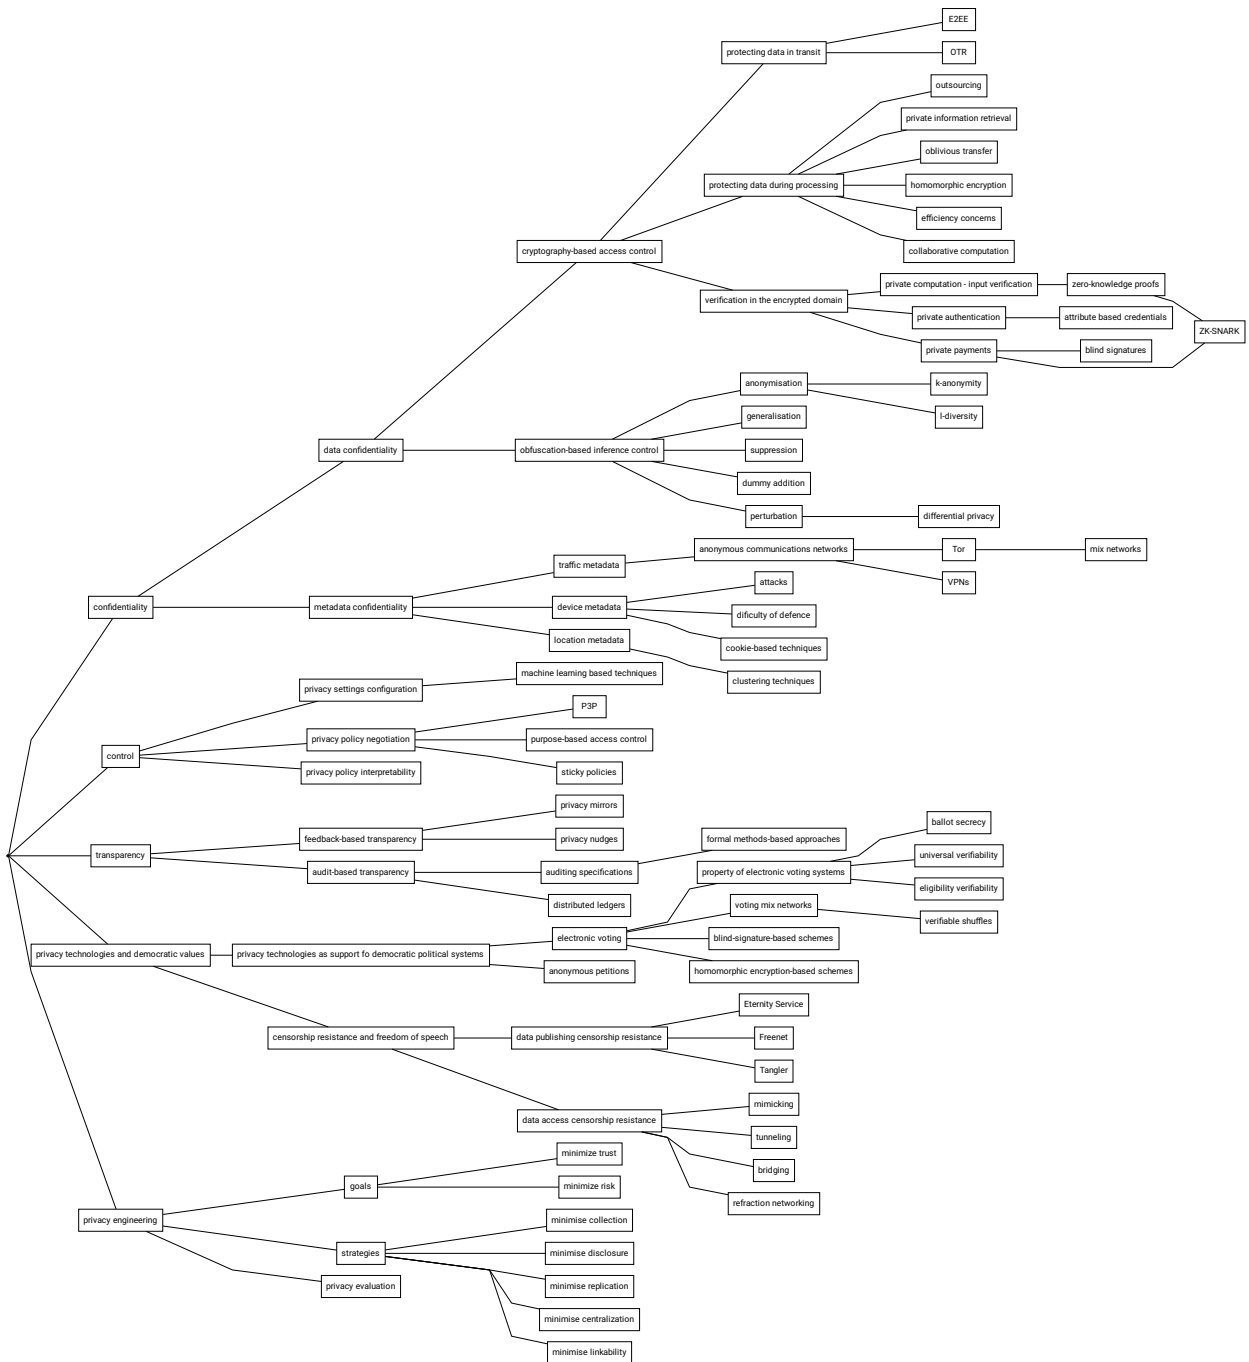 E2EE
protecting data in transit
OTR
outsourcing
private information retrieval
oblivious transfer
protecting data during processing
homomorphic encryption
efficiency concerns
cryptography-based access control
collaborative computation
private computation - input verification
zero-knowledge proofs
verification in the encrypted domain
private authentication
attribute based credentials
ZK-SNARK
private payments
blind signatures
anonymisation
k-anonymity
generalisation
l-diversity
data confidentiality
obfuscation-based inference control
suppression
dummy addition
perturbation
differential privacy
anonymous communications networks
Tor
mix networks
traffic metadata
attacks
VPNs
confidentiality
metadata confidentiality
device metadata
dificulty of defence
location metadata
cookie-based techniques
machine learning based techniques
clustering techniques
privacy settings configuration
P3P
privacy policy negotiation
purpose-based access control
control
privacy policy interpretability
sticky policies
privacy mirrors
ballot secrecy
feedback-based transparency
privacy nudges
formal methods-based approaches
transparency
universal verifiability
audit-based transparency
auditing specifications
property of electronic voting systems
eligibility verifiability
distributed ledgers
voting mix networks
verifiable shuffles
electronic voting
blind-signature-based schemes
privacy technologies and democratic values
privacy technologies as support fo democratic political systems
anonymous petitions
homomorphic encryption-based schemes
Eternity Service
censorship resistance and freedom of speech
data publishing censorship resistance
Freenet
Tangler
mimicking
data access censorship resistance
tunneling
minimize trust
bridging
goals
minimize risk
refraction networking
privacy engineering
minimise collection
strategies
minimise disclosure
privacy evaluation
minimise replication
minimise centralization
minimise linkability